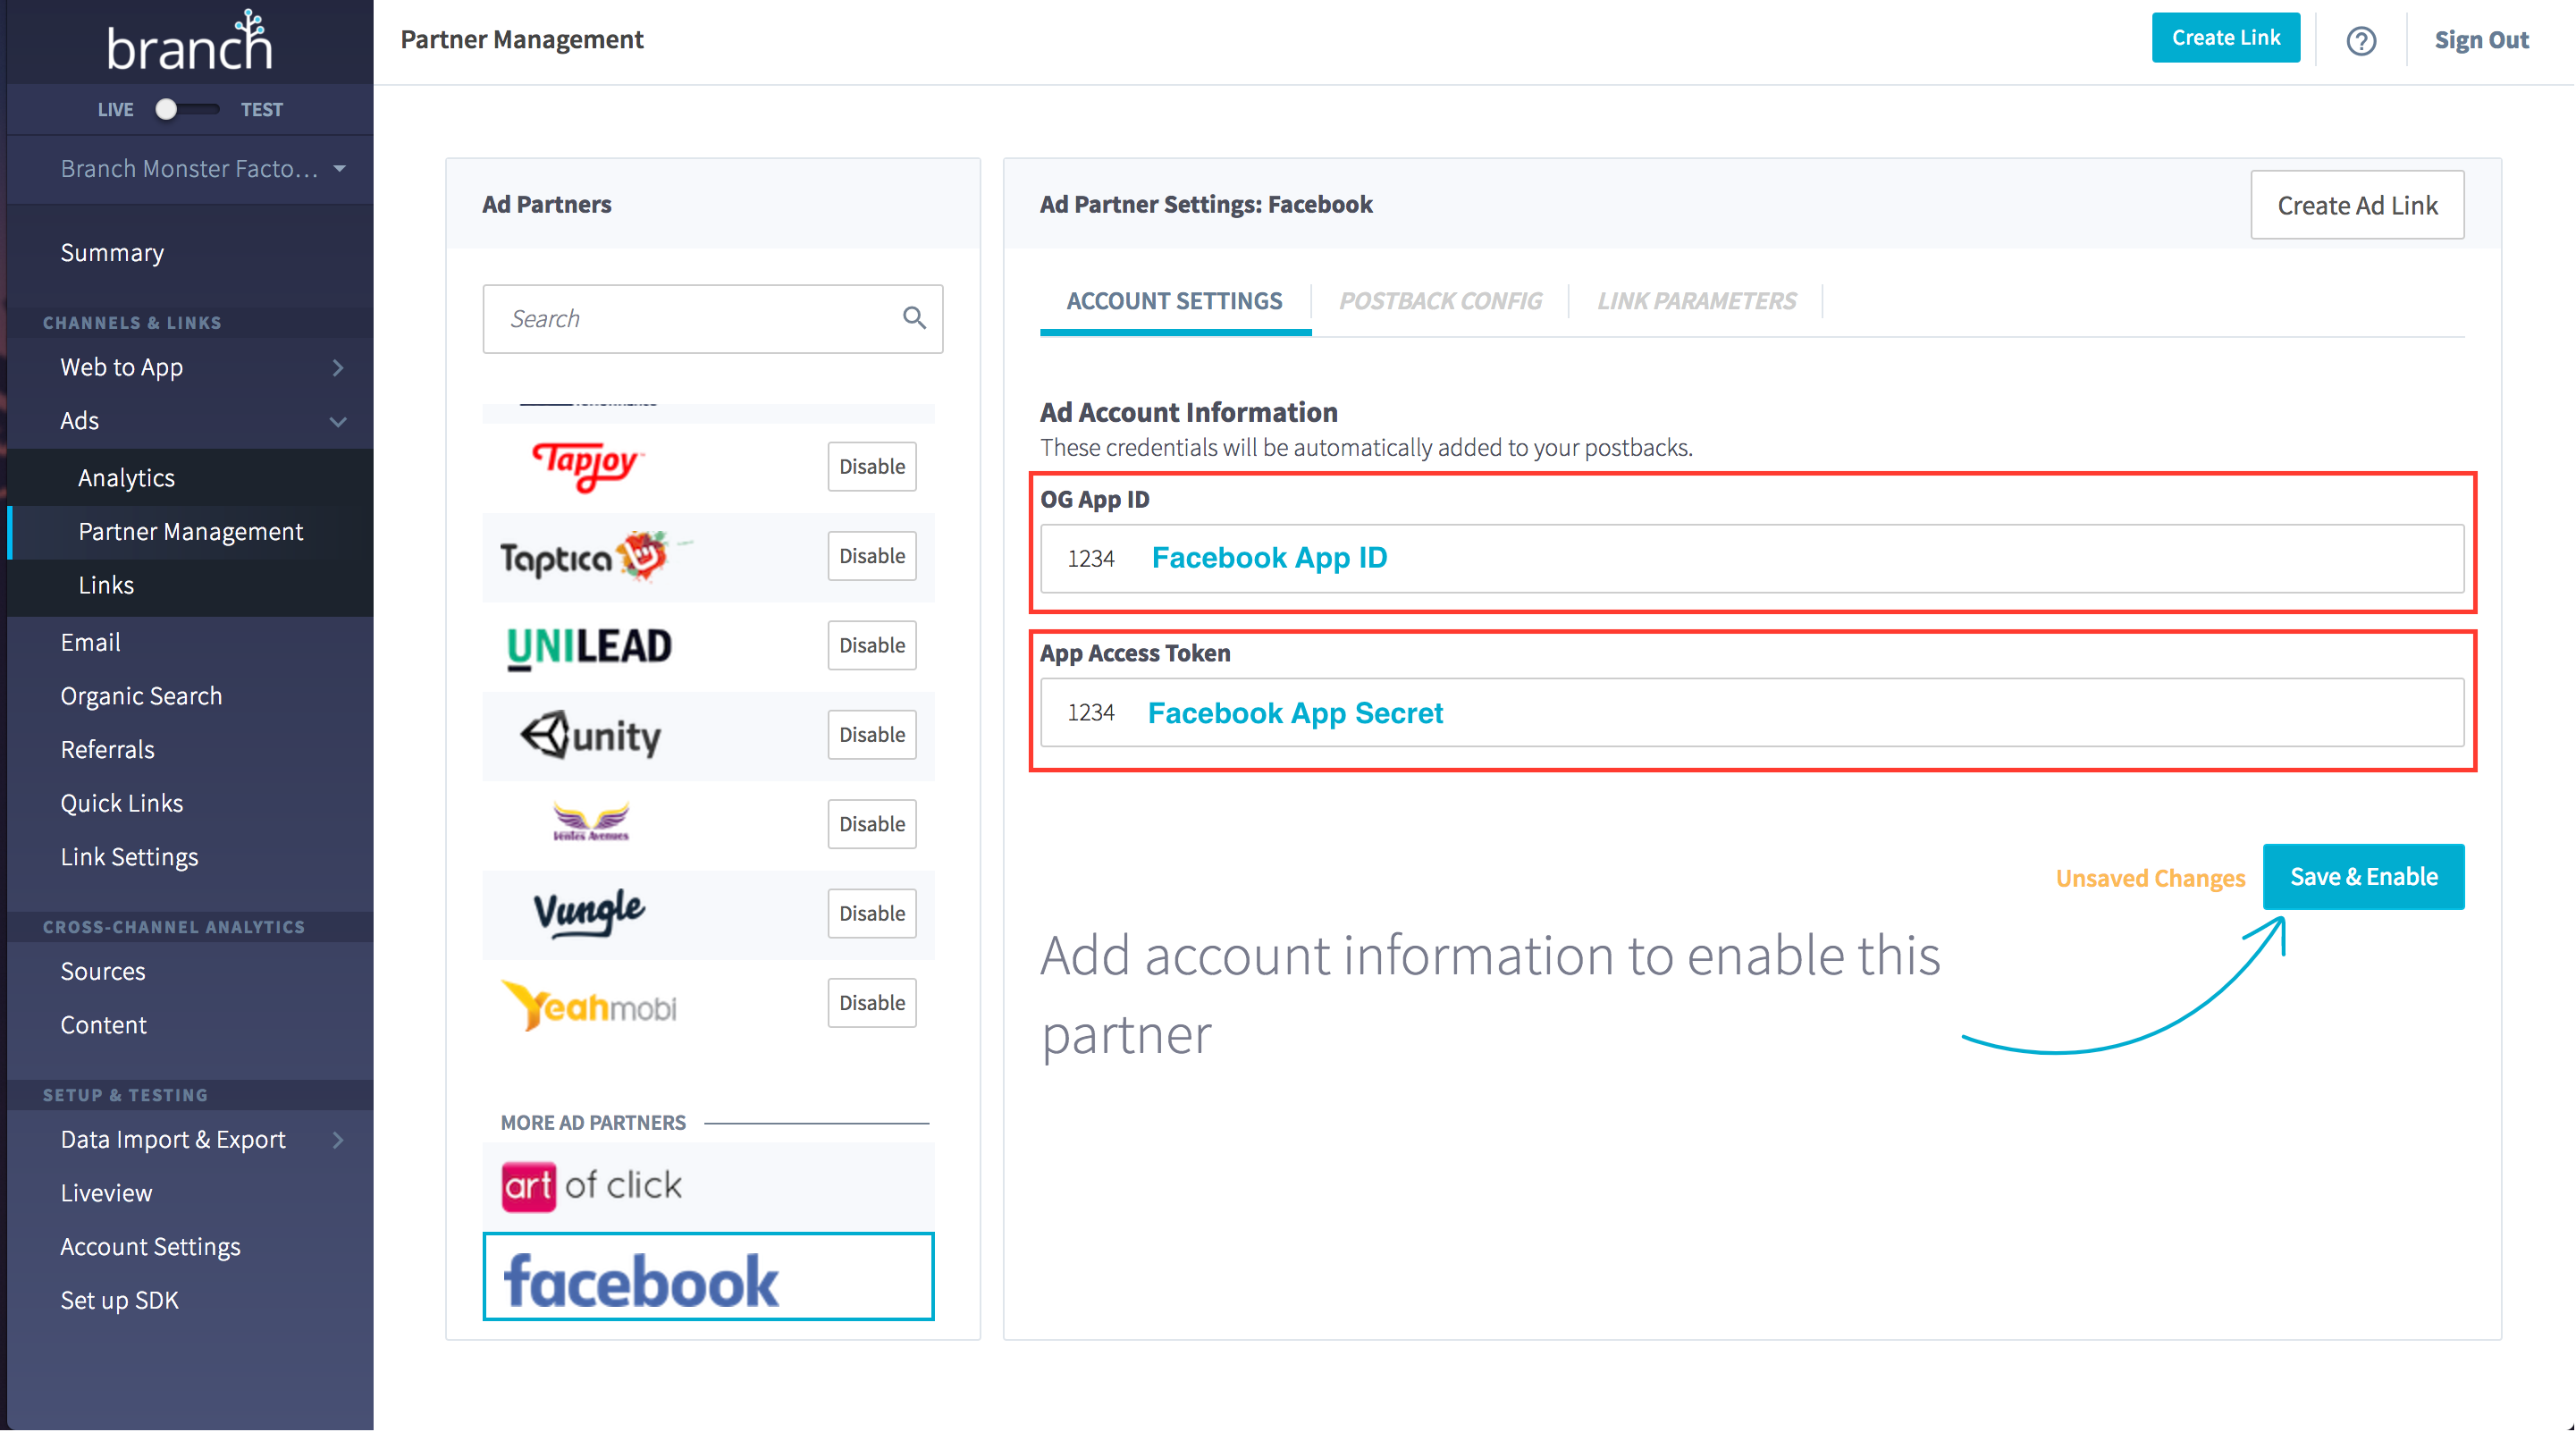 branch
LIVE TEST
Branch Monster Facto...
Summary
CHANNELS & LINKS
Web to App
Ads
Analytics
Partner Management
Links
Email
Organic Search
Referrals
Quick Links
Link Settings
CROSS-CHANNEL ANALYTICS
Sources
Content
SETUP & TESTING
Data Import & Export
Liveview
Account Settings
Set up SDK
Partner Management
Create Link
?
Sign Out
Ad Partners
Search
Tapjoy Disable
Taptica Disable
UNILEAD Disable
unity Disable
Ventes Avenues Disable
Vungle Disable
Yeahmobi Disable
MORE AD PARTNERS
art of click
facebook
Ad Partner Settings: Facebook
Create Ad Link
ACCOUNT SETTINGS POSTBACK CONFIG LINK PARAMETERS
Ad Account Information
These credentials will be automatically added to your postbacks.
OG App ID
1234 Facebook App ID
App Access Token
1234 Facebook App Secret
Unsaved Changes Save & Enable
Add account information to enable this
partner